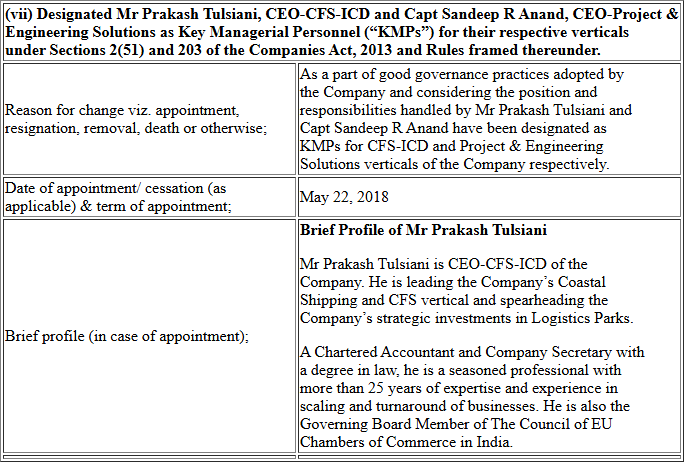 (vii) Designated Mr Prakash Tulsiani, CEO-CFS-ICD and Capt Sandeep R Anand, CEO-Project &
Engineering Solutions as Key Managerial Personnel (“KMPs”) for their respective verticals
under Sections 2(51) and 203 of the Companies Act, 2013 and Rules framed thereunder.
Reason for change viz. appointment,
resignation, removal, death or otherwise;
As a part of good governance practices adopted by
the Company and considering the position and
responsibilities handled by Mr Prakash Tulsiani and
Capt Sandeep R Anand have been designated as
KMPs for CFS-ICD and Project & Engineering
Solutions verticals of the Company respectively.
Date of appointment/ cessation (as
applicable) & term of appointment;
May 22, 2018
Brief profile (in case of appointment);
Brief Profile of Mr Prakash Tulsiani
Mr Prakash Tulsiani is CEO-CFS-ICD of the
Company. He is leading the Company’s Coastal
Shipping and CFS vertical and spearheading the
Company’s strategic investments in Logistics Parks.
A Chartered Accountant and Company Secretary with
a degree in law, he is a seasoned professional with
more than 25 years of expertise and experience in
scaling and turnaround of businesses. He is also the
Governing Board Member of The Council of EU
Chambers of Commerce in India.